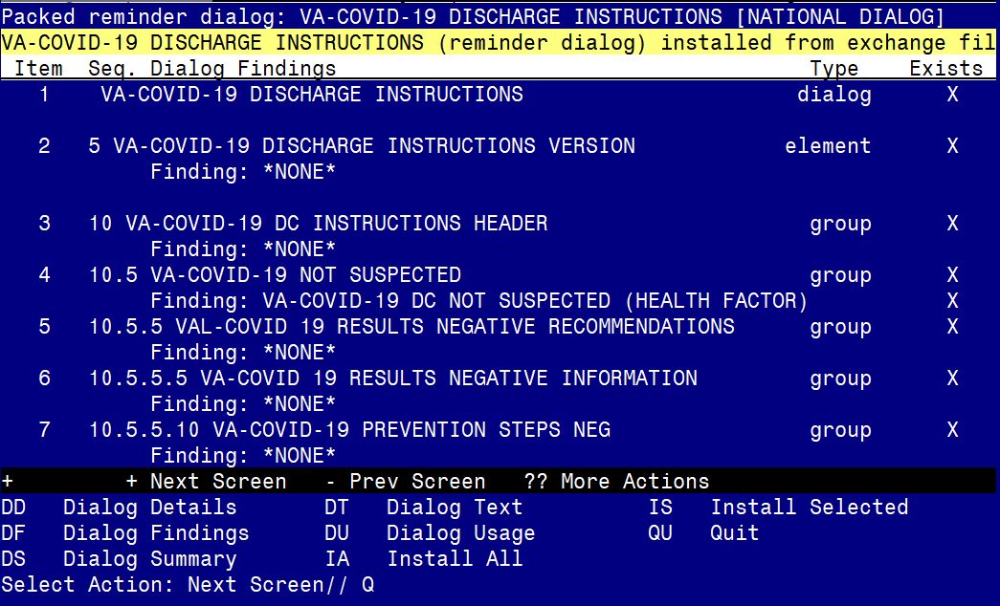 Packed reminder dialog: VA-COVID-19 DISCHARGE INSTRUCTIONS [NATIONAL DIALOG]
VA-COVID-19 DISCHARGE INSTRUCTIONS (reminder dialog) installed from exchange fil
Item Seq. Dialog Findings Type Exists
1 VA-COVID-19 DISCHARGE INSTRUCTIONS dialog X
2 5 VA-COVID-19 DISCHARGE INSTRUCTIONS VERSION element X
Finding: *NONE*
3 10 VA-COVID-19 DC INSTRUCTIONS HEADER group X
Finding: *NONE*
4 10.5 VA-COVID-19 NOT SUSPECTED group X
Finding: VA-COVID-19 DC NOT SUSPECTED (HEALTH FACTOR) X
5 10.5.5 VAL-COVID 19 RESULTS NEGATIVE RECOMMENDATIONS group X
Finding: *NONE*
6 10.5.5.5 VA-COVID 19 RESULTS NEGATIVE INFORMATION group X
Finding: *NONE*
7 10.5.5.10 VA-COVID-19 PREVENTION STEPS NEG group X
Finding: *NONE*
+ + Next Screen - Prev Screen ?? More Actions
DD Dialog Details DT Dialog Text IS Install Selected
DF Dialog Findings DU Dialog Usage QU Quit
DS Dialog Summary IA Install All
Select Action: Next Screen// Q